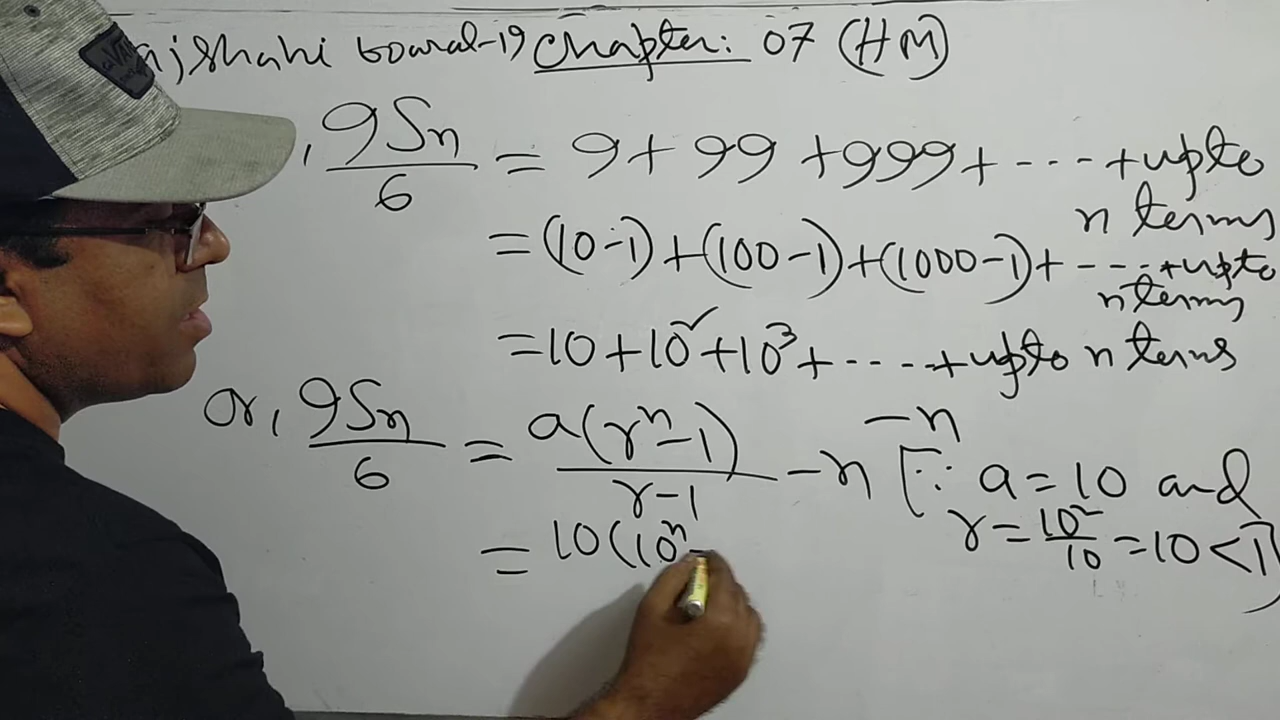 ajshahi board-19 Chapter: 07 (HM)
, 9Sn/6 = 9+99+999+----+upto
n terms
=(10-1)+(100-1)+(1000-1)+----+upto
n terms
=10+10²+10³+....+upto n terms
-n
or, 9Sn/6 = a(rⁿ-1)/r-1 -n [∵ a=10 and
r=10²/10=10<1]
= 10(10ⁿ-